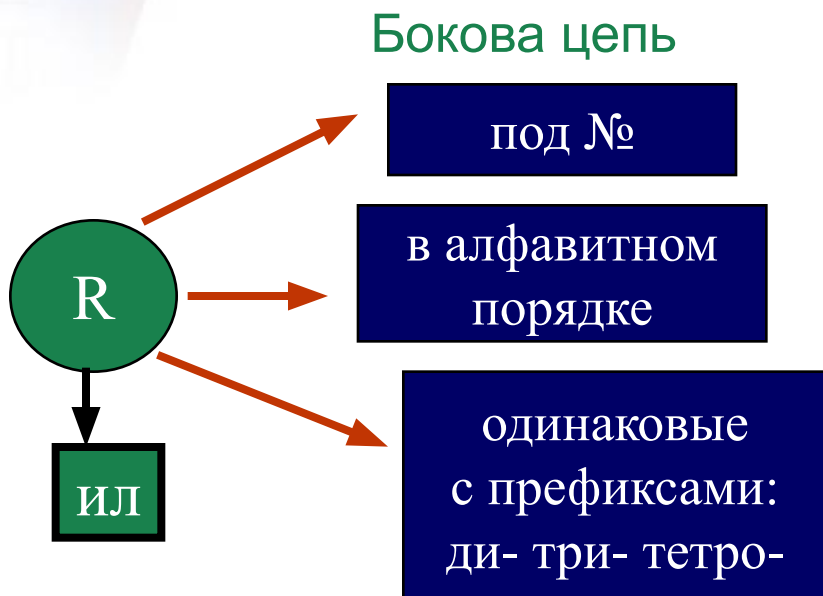 Бокова цепь
под №
в алфавитном
порядке
R
одинаковые
с префиксами:
ди- три- тетро-
ил